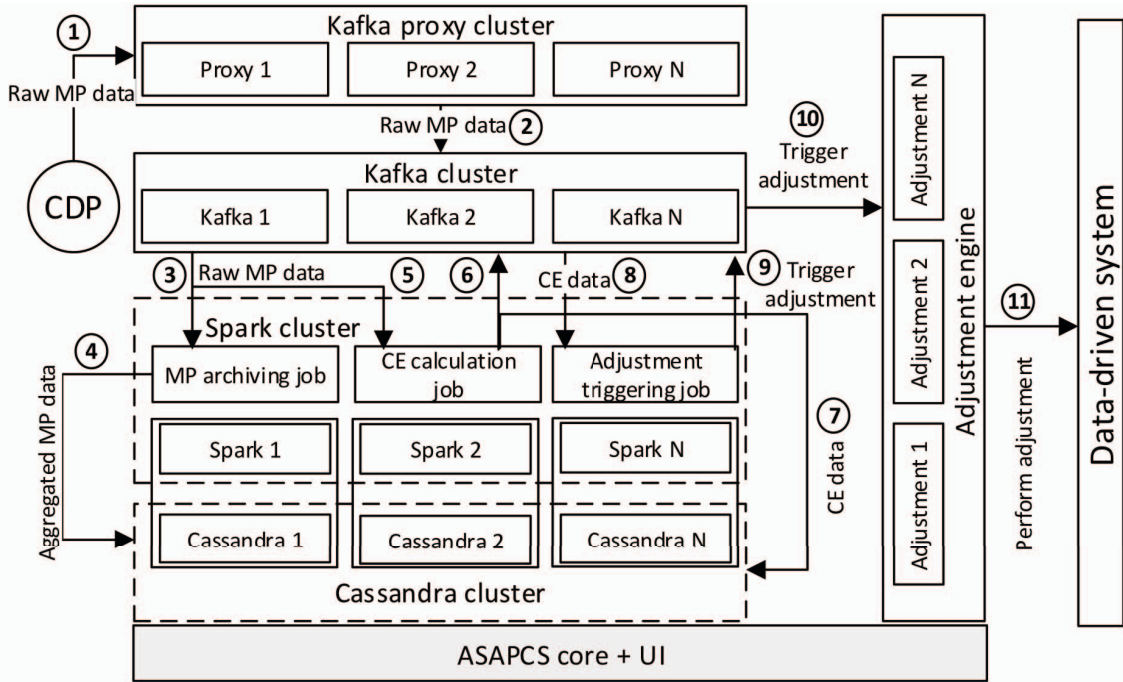 Kafka proxy cluster
Proxy 1
Proxy 2
Proxy N
1
Raw MP data
CDP
Raw MP data
2
Kafka cluster
Kafka 1
Kafka 2
Kafka N
10
Trigger
adjustment
3
Raw MP data
5
6
CE data
8
9
Trigger
adjustment
Spark cluster
4
MP archiving job
CE calculation
job
Adjustment
triggering job
Aggregated MP data
7
CE data
Spark 1
Spark 2
Spark N
Cassandra 1
Cassandra 2
Cassandra N
Cassandra cluster
Adjustment N
Adjustment 2
Adjustment 1
Adjustment engine
11
Perform adjustment
Data-driven system
ASAPCS core + UI